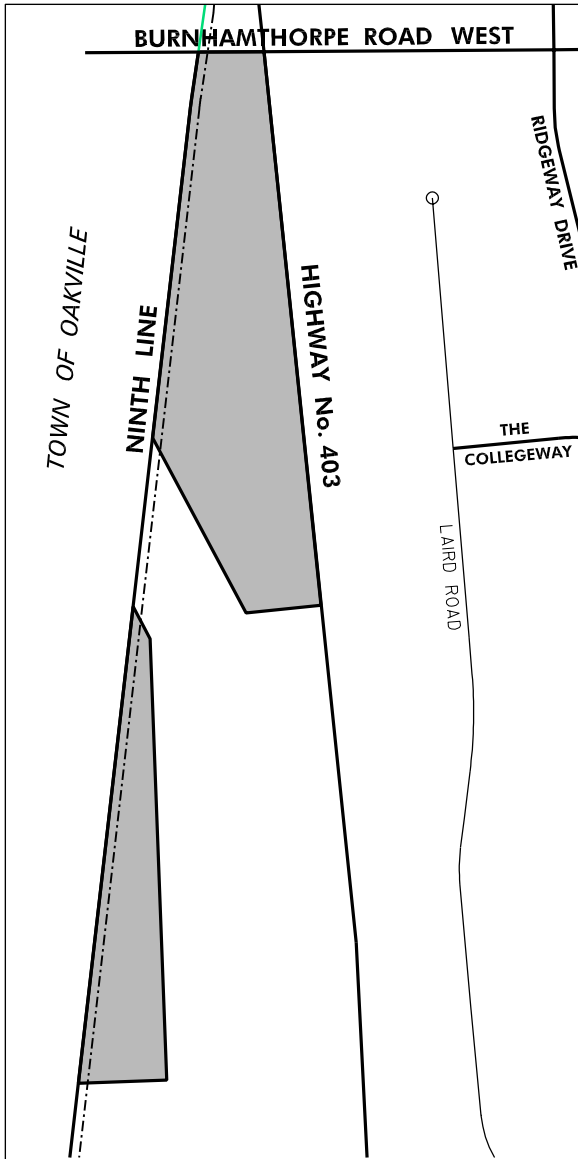 BURNHAMTHORPE ROAD WEST
RIDGEWAY DRIVE
TOWN OF OAKVILLE
NINTH LINE
HIGHWAY No. 403
THE
COLLEGEWAY
LAIRD ROAD